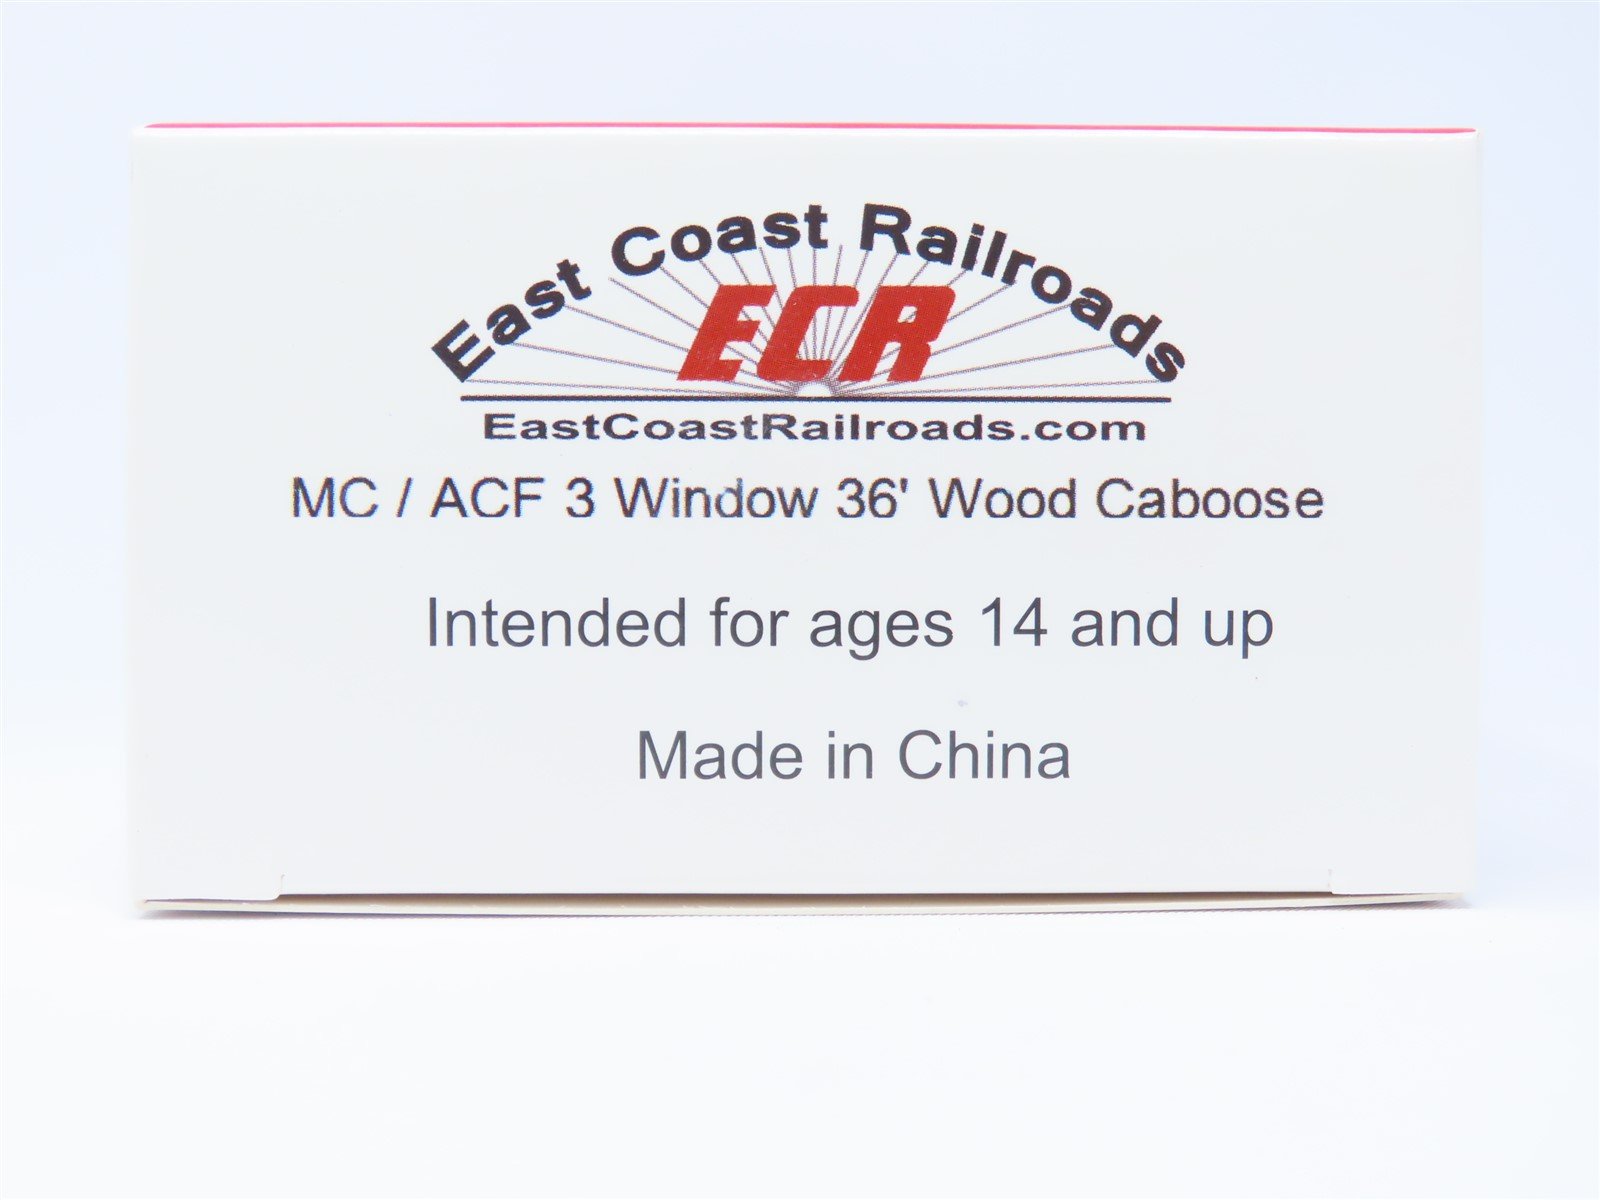 East Coast Railroads
ECR
EastCoastRailroads.com
MC / ACF 3 Window 36' Wood Caboose
Intended for ages 14 and up
Made in China